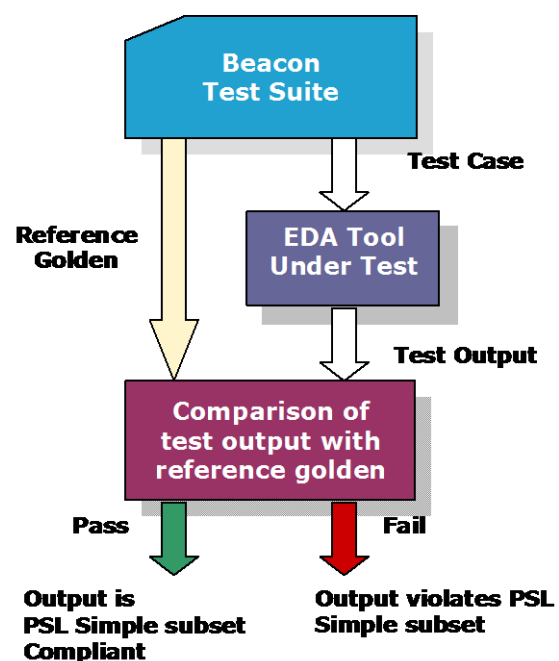 Beacon
Test Suite
Test Case
Reference
Golden
EDA Tool
Under Test
Test Output
Comparison of
test output with
reference golden
Pass
Fail
Output is
PSL Simple subset
Compliant
Output violates PSL
Simple subset